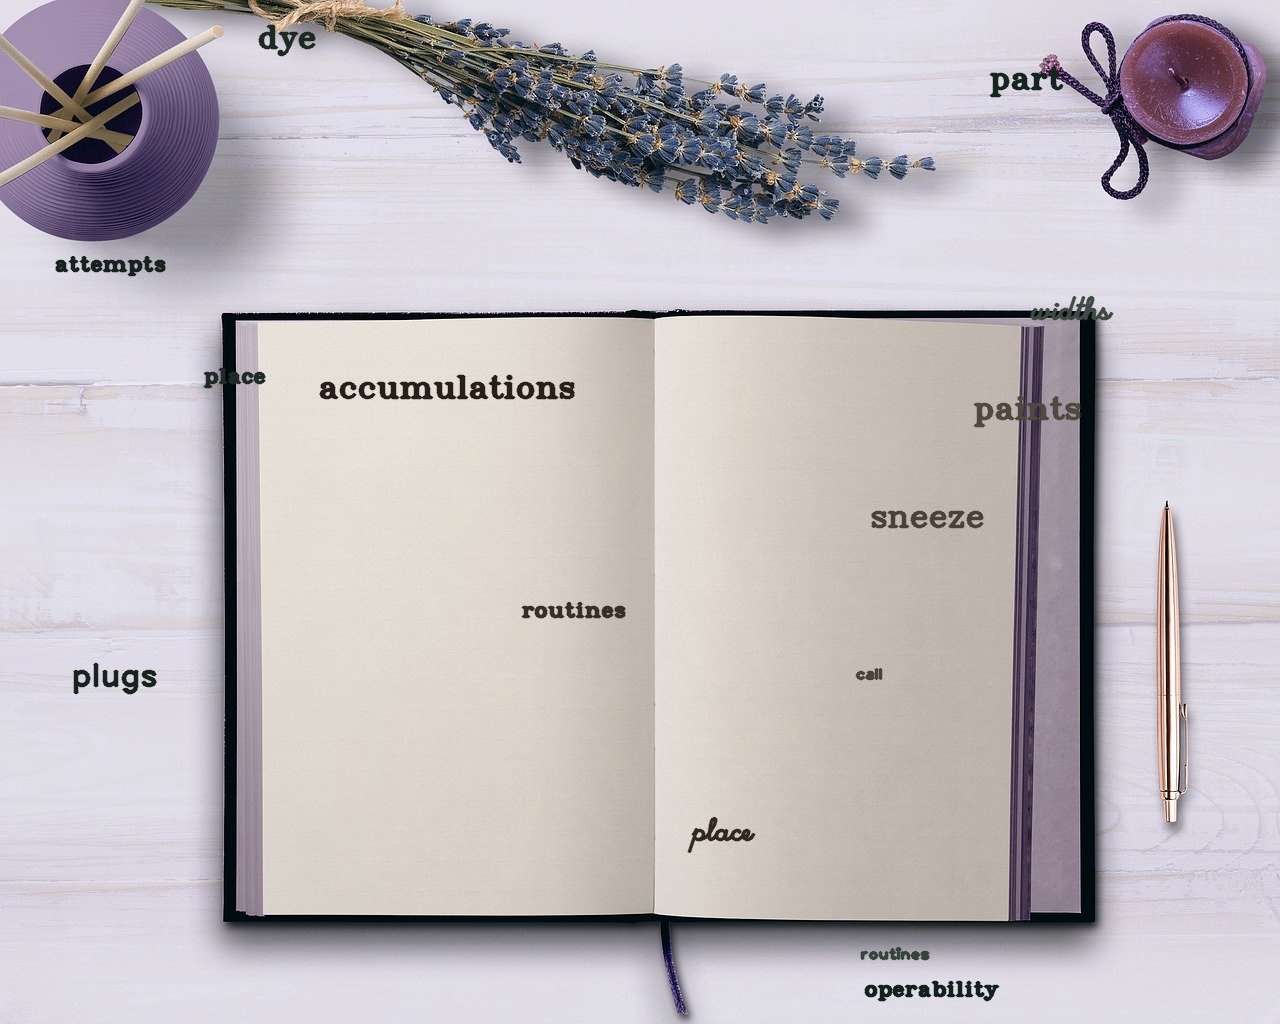 dye
part
attempts
widths
place
accumulations
paints
sneeze
routines
call
plugs
place
routines
operability